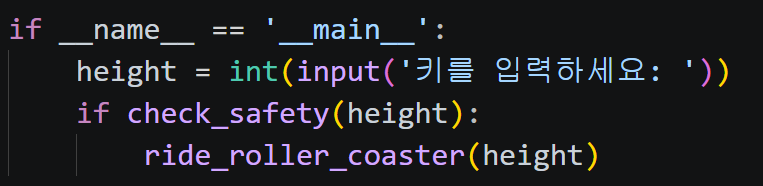 if __name__ == '__main__':
    height = int(input('키를 입력하세요: '))
    if check_safety(height):
        ride_roller_coaster(height)